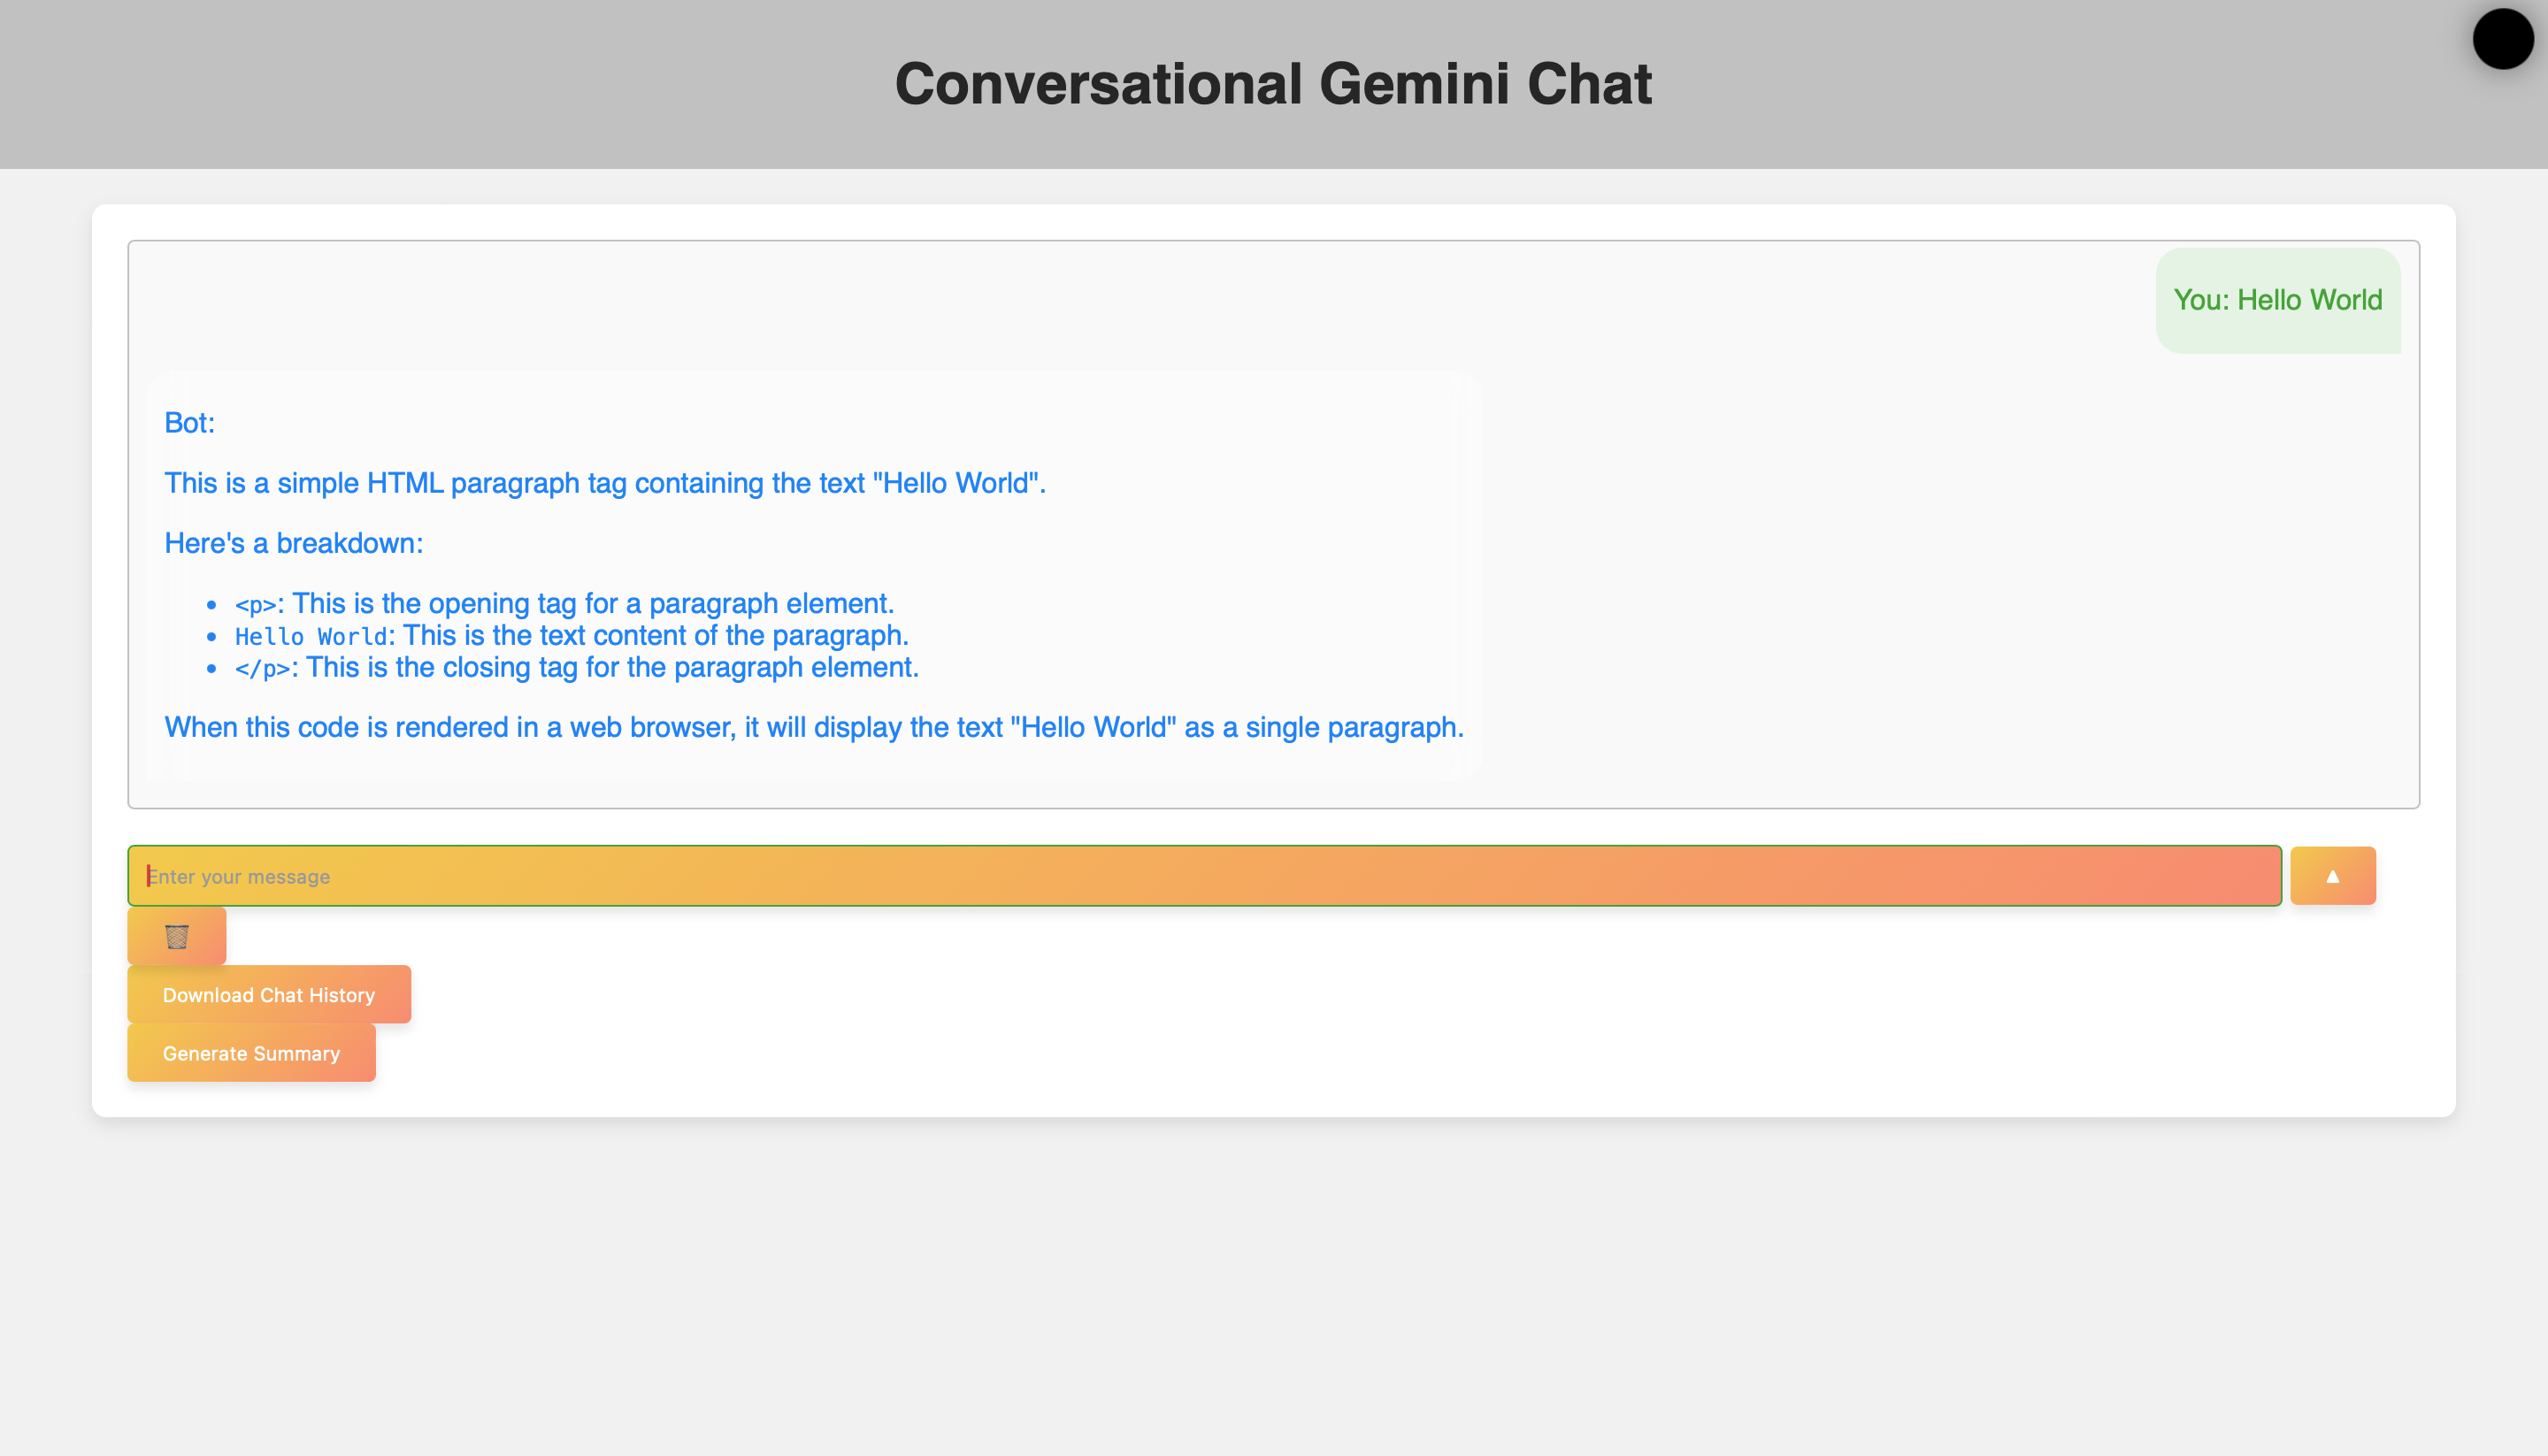 Conversational Gemini Chat
You: Hello World
Bot:
This is a simple HTML paragraph tag containing the text "Hello World".
Here's a breakdown:
• <p>: This is the opening tag for a paragraph element.
• Hello World: This is the text content of the paragraph.
• </p>: This is the closing tag for the paragraph element.
When this code is rendered in a web browser, it will display the text "Hello World" as a single paragraph.
Enter your message
Download Chat History
Generate Summary